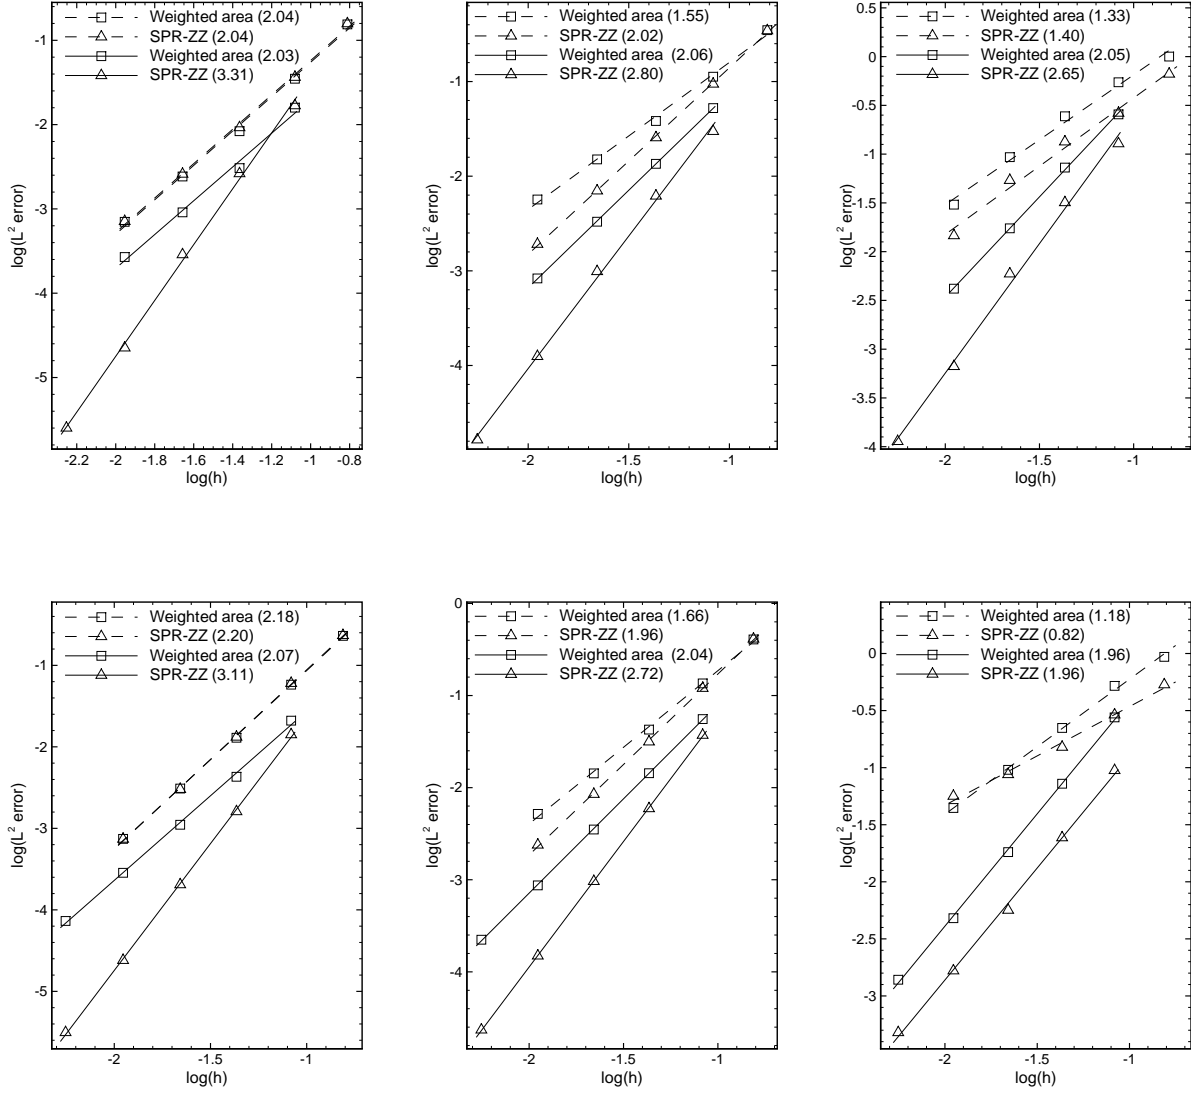 Weighted area (2.04)
SPR-ZZ (2.04)
Weighted area (2.03)
SPR-ZZ (3.31)
-1
-2
-3
-4
-5
log(L² error)
-2.2 -2 -1.8 -1.6 -1.4 -1.2 -1 -0.8
log(h)
Weighted area (1.55)
SPR-ZZ (2.02)
Weighted area (2.06)
SPR-ZZ (2.80)
-1
-2
-3
-4
log(L² error)
-2 -1.5 -1
log(h)
Weighted area (1.33)
SPR-ZZ (1.40)
Weighted area (2.05)
SPR-ZZ (2.65)
0
-0.5
-1
-1.5
-2
-2.5
-3
-3.5
-4
log(L² error)
-2 -1.5 -1
log(h)
Weighted area (2.18)
SPR-ZZ (2.20)
Weighted area (2.07)
SPR-ZZ (3.11)
-1
-2
-3
-4
-5
log(L² error)
-2 -1.5 -1
log(h)
Weighted area (1.66)
SPR-ZZ (1.96)
Weighted area (2.04)
SPR-ZZ (2.72)
0
-1
-2
-3
-4
log(L² error)
-2 -1.5 -1
log(h)
Weighted area (1.18)
SPR-ZZ (0.82)
Weighted area (1.96)
SPR-ZZ (1.96)
0
-0.5
-1
-1.5
-2
-2.5
-3
log(L² error)
-2 -1.5 -1
log(h)